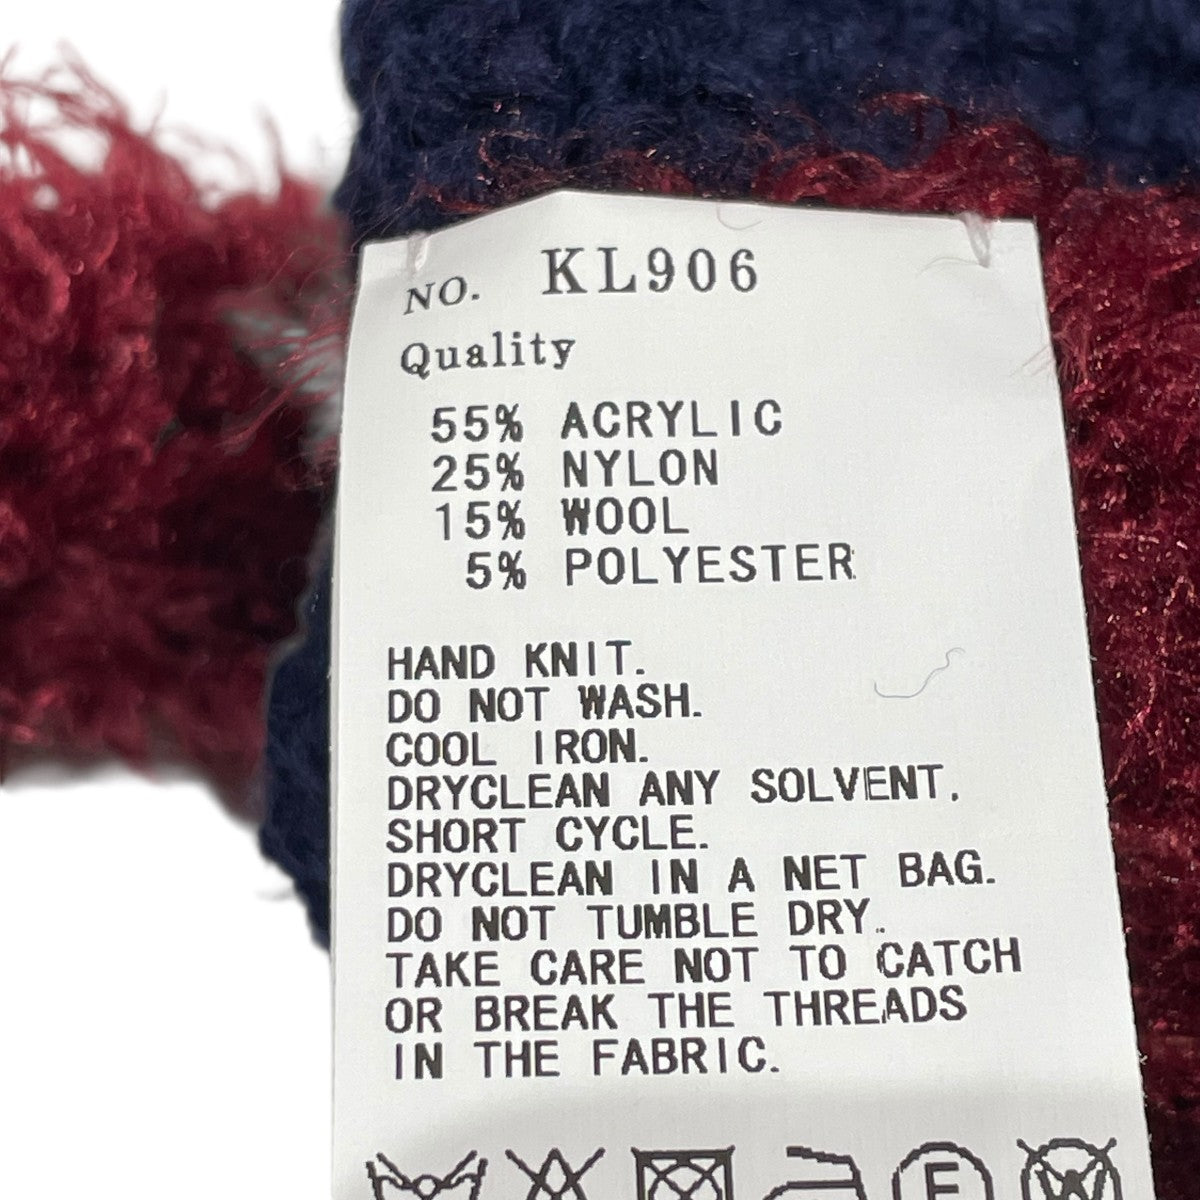 NO. KL906
Quality
55% ACRYLIC
25% NYLON
15% WOOL
5% POLYESTER
HAND KNIT.
DO NOT WASH.
COOL IRON.
DRYCLEAN ANY SOLVENT.
SHORT CYCLE.
DRYCLEAN IN A NET BAG.
DO NOT TUMBLE DRY.
TAKE CARE NOT TO CATCH
OR BREAK THE THREADS
IN THE FABRIC.
F W